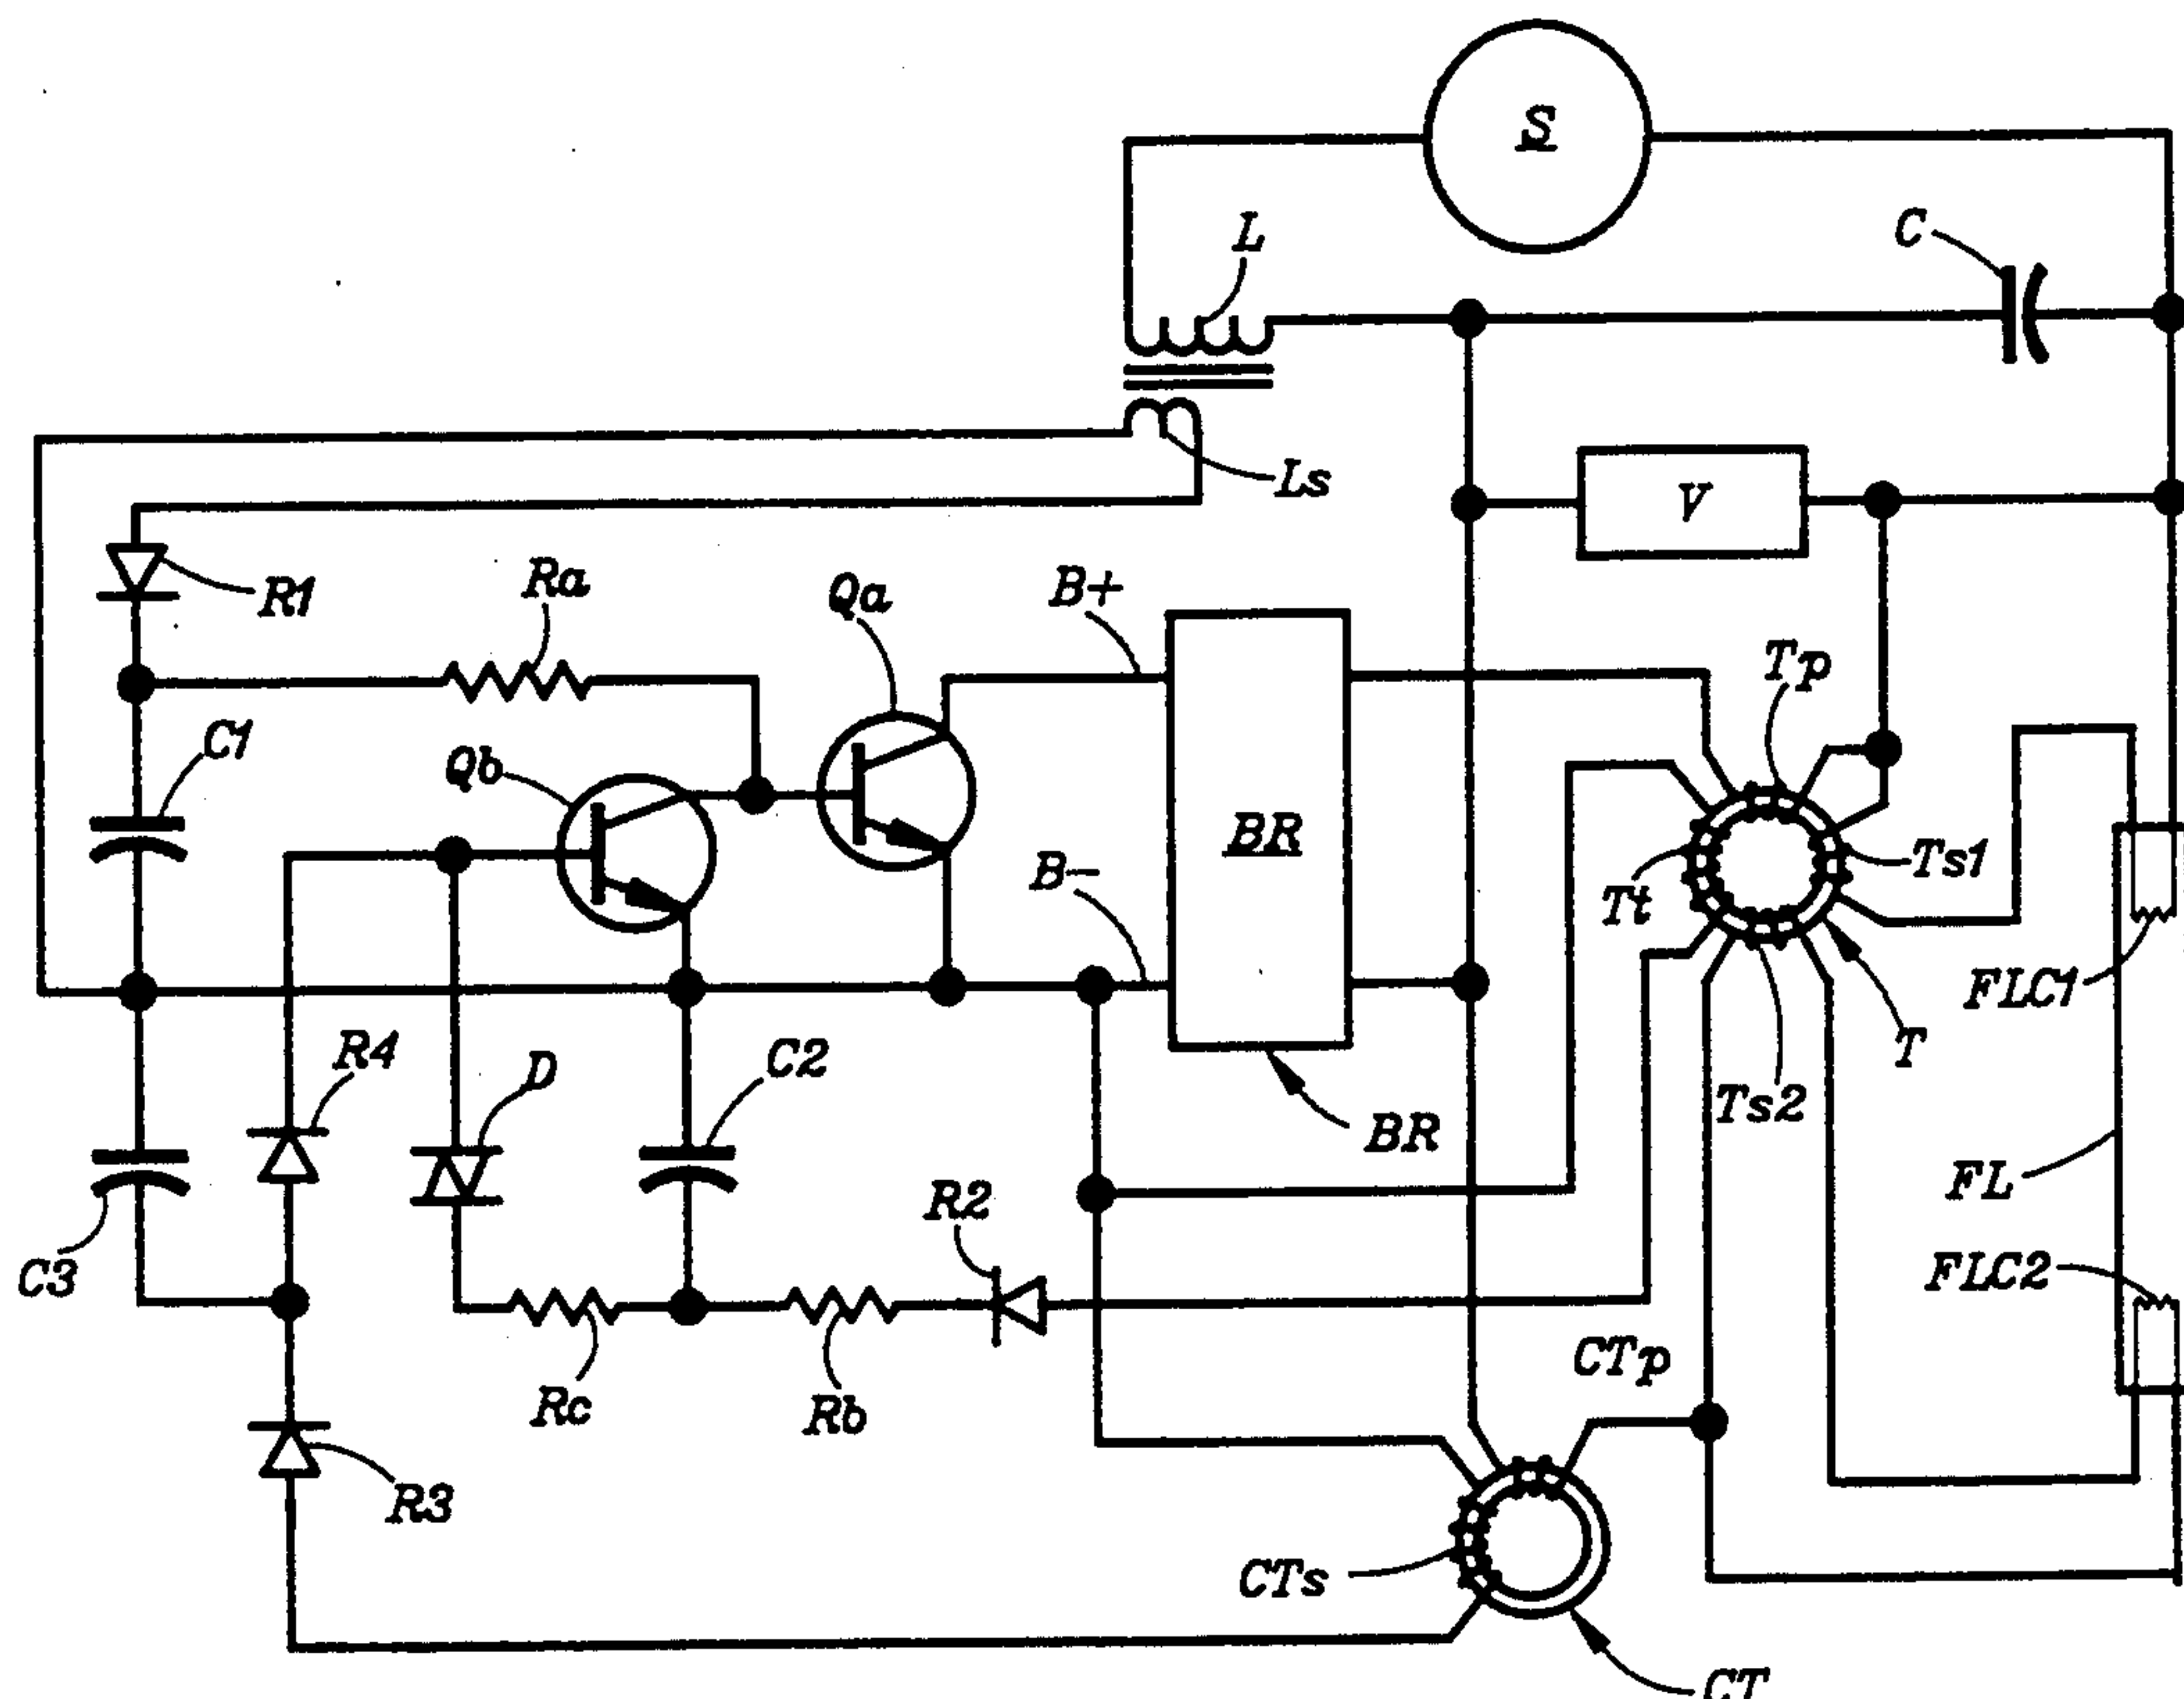 S
C
L
Ls
V
R1
Ra
Qa
B+
Tp
C1
Qb
BR
B-
Tt
Ts1
FLC1
R4
D
C2
T
Ts2
BR
FL
R2
C3
FLC2
CTp
Rc
Rb
R3
CTs
CT